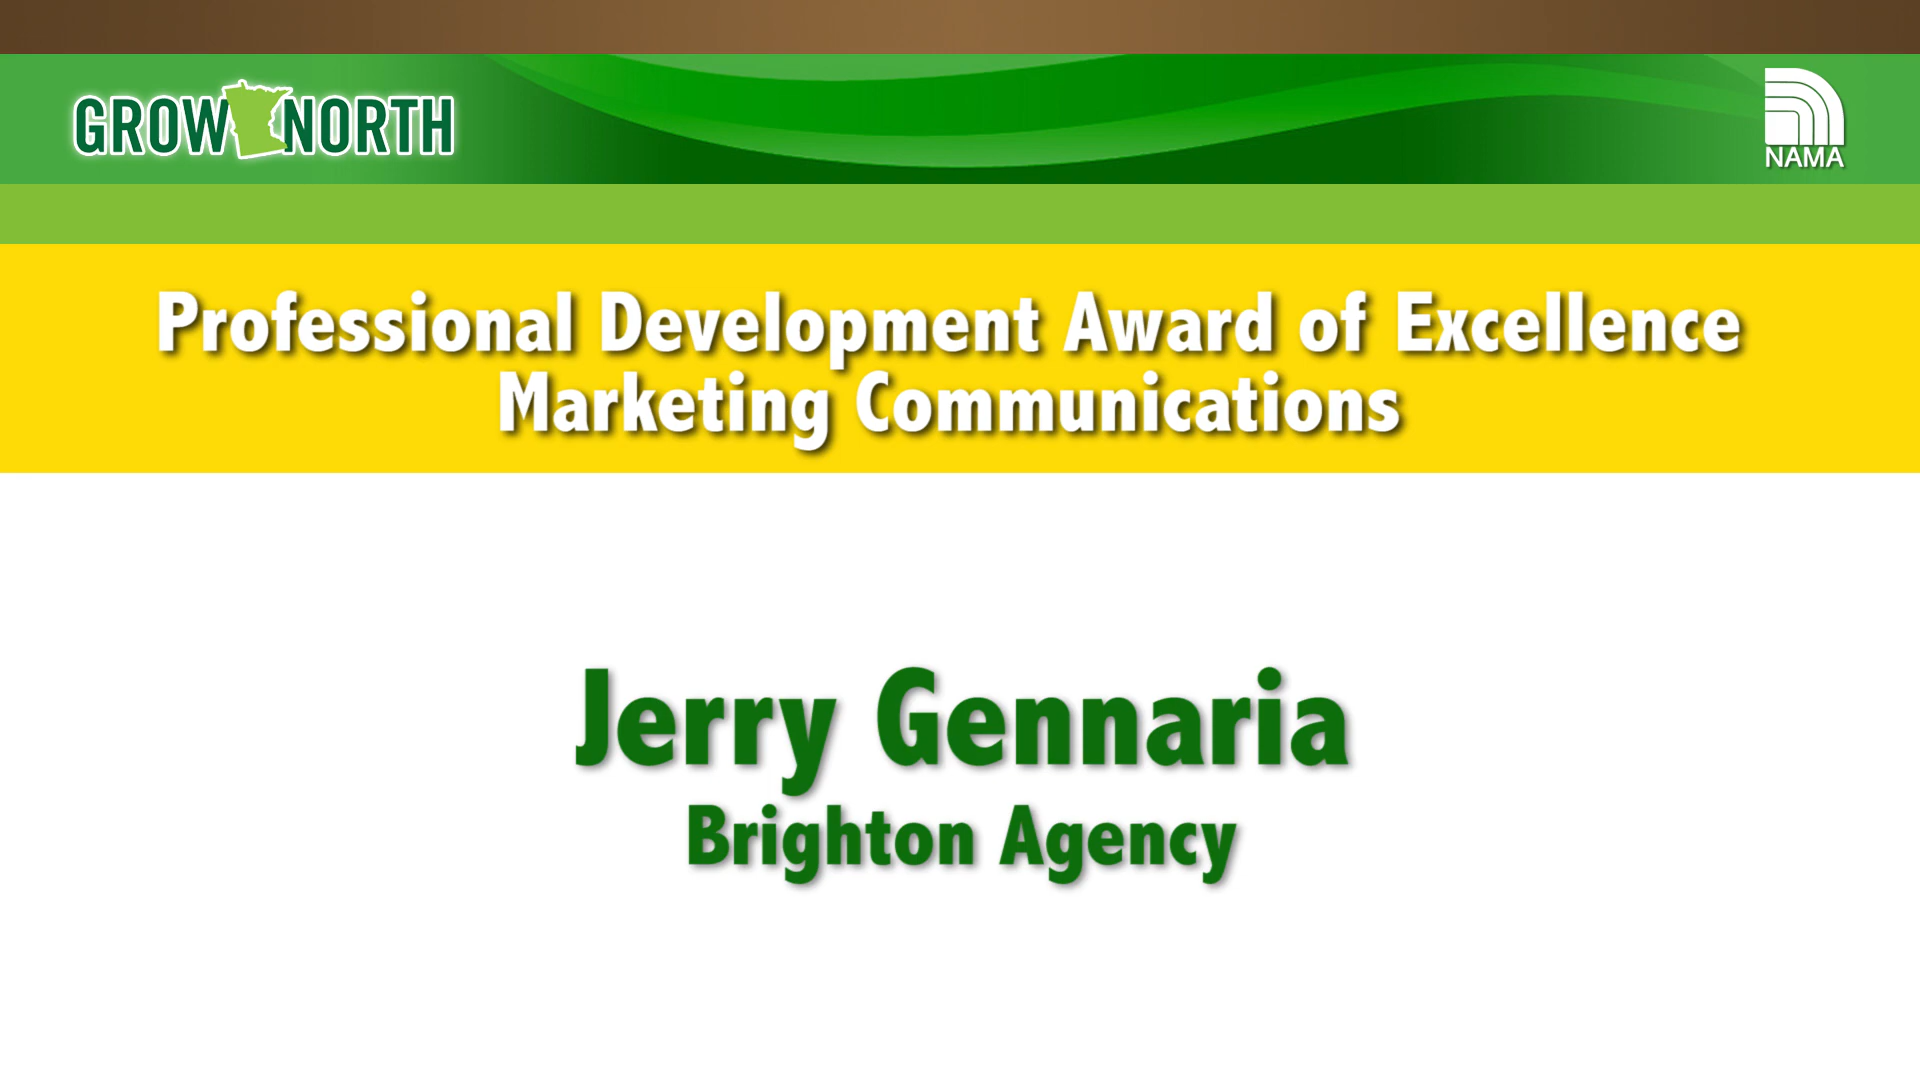 GROW NORTH
NAMA
Professional Development Award of Excellence
Marketing Communications
Jerry Gennaria
Brighton Agency